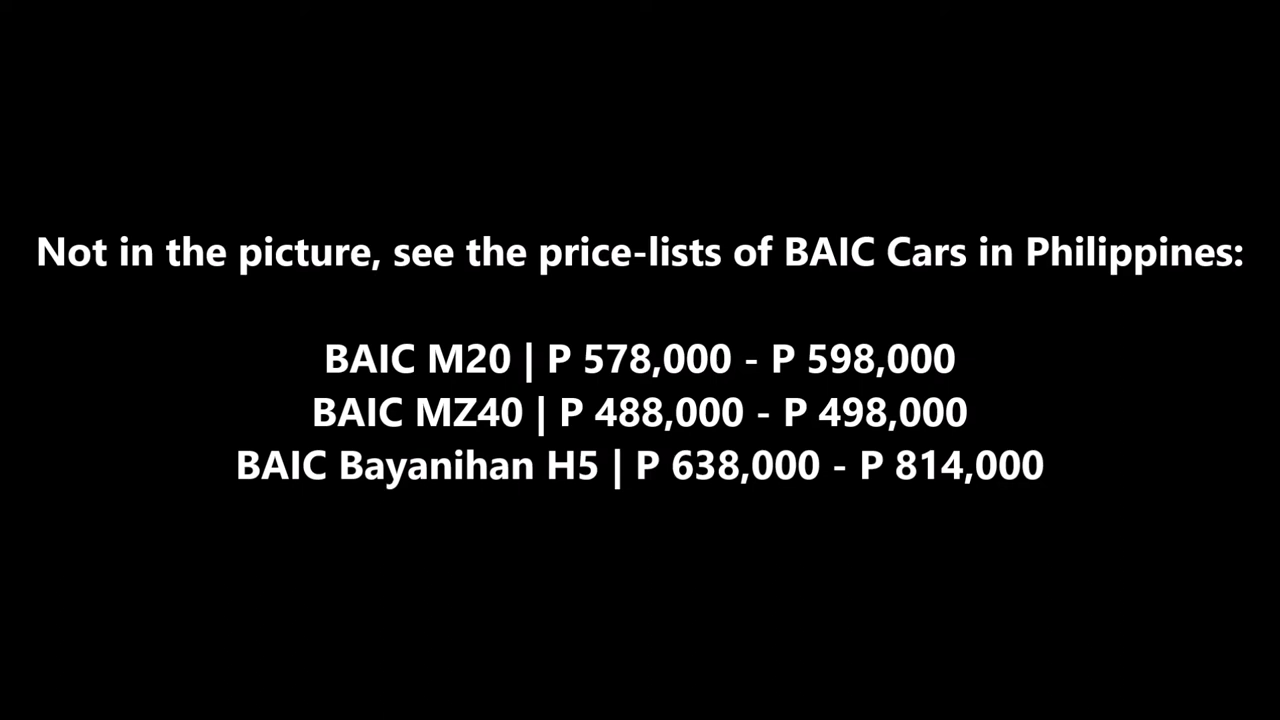 Not in the picture, see the price-lists of BAIC Cars in Philippines:
BAIC M20 | P 578,000 - P 598,000
BAIC MZ40 | P 488,000 - P 498,000
BAIC Bayanihan H5 | P 638,000 - P 814,000